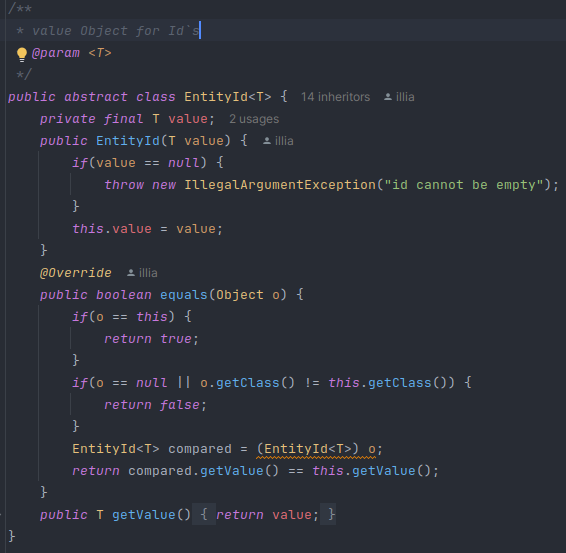 /**
 * value Object for Id`s
 * @param <T>
 */
public abstract class EntityId<T> { 14 inheritors illia
    private final T value; 2 usages
    public EntityId(T value) { illia
        if(value == null) {
            throw new IllegalArgumentException("id cannot be empty");
        }
        this.value = value;
    }
    @Override illia
    public boolean equals(Object o) {
        if(o == this) {
            return true;
        }
        if(o == null || o.getClass() != this.getClass()) {
            return false;
        }
        EntityId<T> compared = (EntityId<T>) o;
        return compared.getValue() == this.getValue();
    }
    public T getValue() { return value; }
}